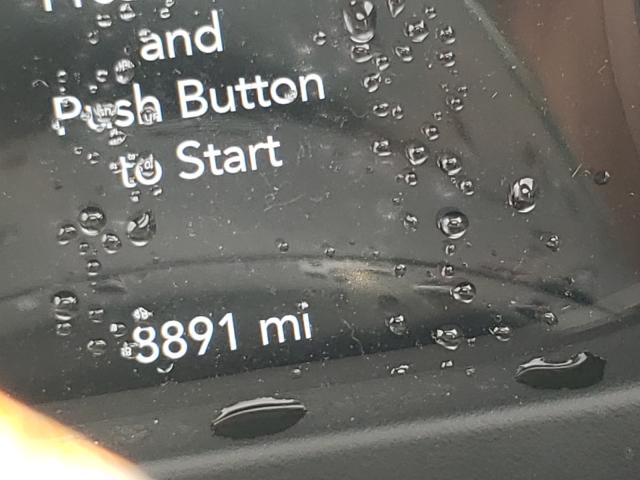 and
Push Button
to Start
8891 mi